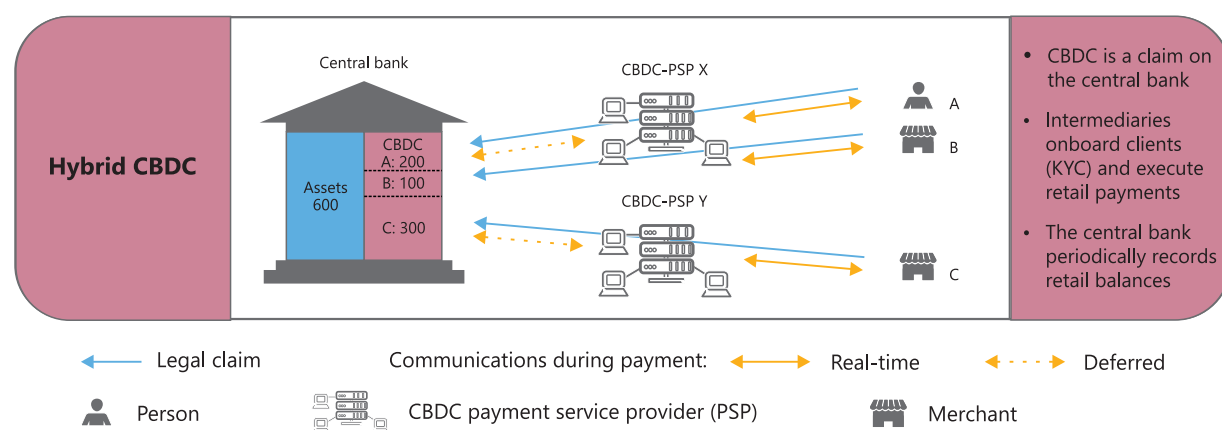 Hybrid CBDC
Central bank
Assets
600
CBDC
A: 200
B: 100
C: 300
CBDC-PSP X
CBDC-PSP Y
A
B
C
• CBDC is a claim on
the central bank
• Intermediaries
onboard clients
(KYC) and execute
retail payments
• The central bank
periodically records
retail balances
Legal claim
Communications during payment:
Real-time
Deferred
Person
CBDC payment service provider (PSP)
Merchant